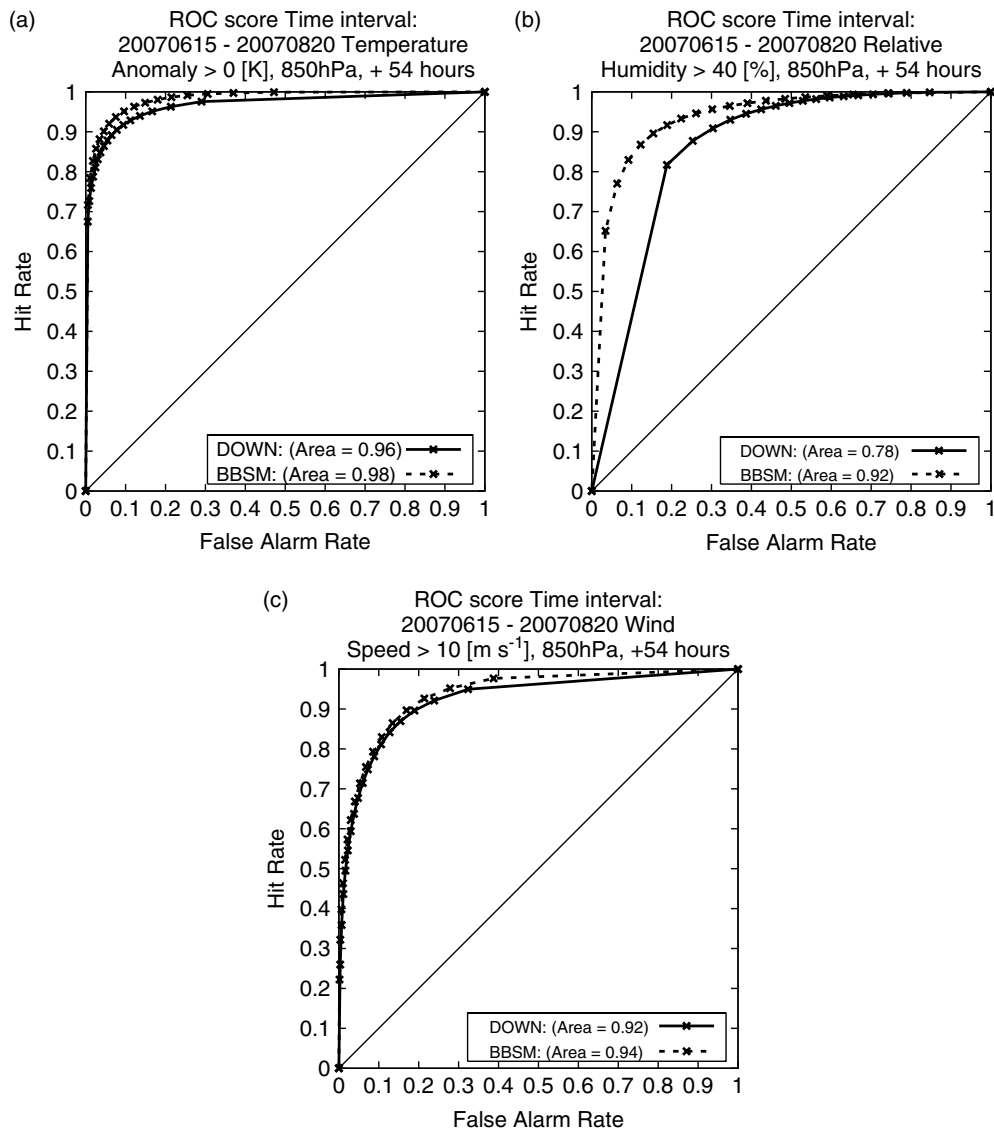 (a)
ROC score Time interval:
20070615 - 20070820 Temperature
Anomaly > 0 [K], 850hPa, + 54 hours
Hit Rate
1
0.9
0.8
0.7
0.6
0.5
0.4
0.3
0.2
0.1
0
DOWN: (Area = 0.96)
BBSM: (Area = 0.98)
0 0.1 0.2 0.3 0.4 0.5 0.6 0.7 0.8 0.9 1
False Alarm Rate
(b)
ROC score Time interval:
20070615 - 20070820 Relative
Humidity > 40 [%], 850hPa, + 54 hours
Hit Rate
1
0.9
0.8
0.7
0.6
0.5
0.4
0.3
0.2
0.1
0
DOWN: (Area = 0.78)
BBSM: (Area = 0.92)
0 0.1 0.2 0.3 0.4 0.5 0.6 0.7 0.8 0.9 1
False Alarm Rate
(c)
ROC score Time interval:
20070615 - 20070820 Wind
Speed > 10 [m s⁻¹], 850hPa, +54 hours
Hit Rate
1
0.9
0.8
0.7
0.6
0.5
0.4
0.3
0.2
0.1
0
DOWN: (Area = 0.92)
BBSM: (Area = 0.94)
0 0.1 0.2 0.3 0.4 0.5 0.6 0.7 0.8 0.9 1
False Alarm Rate